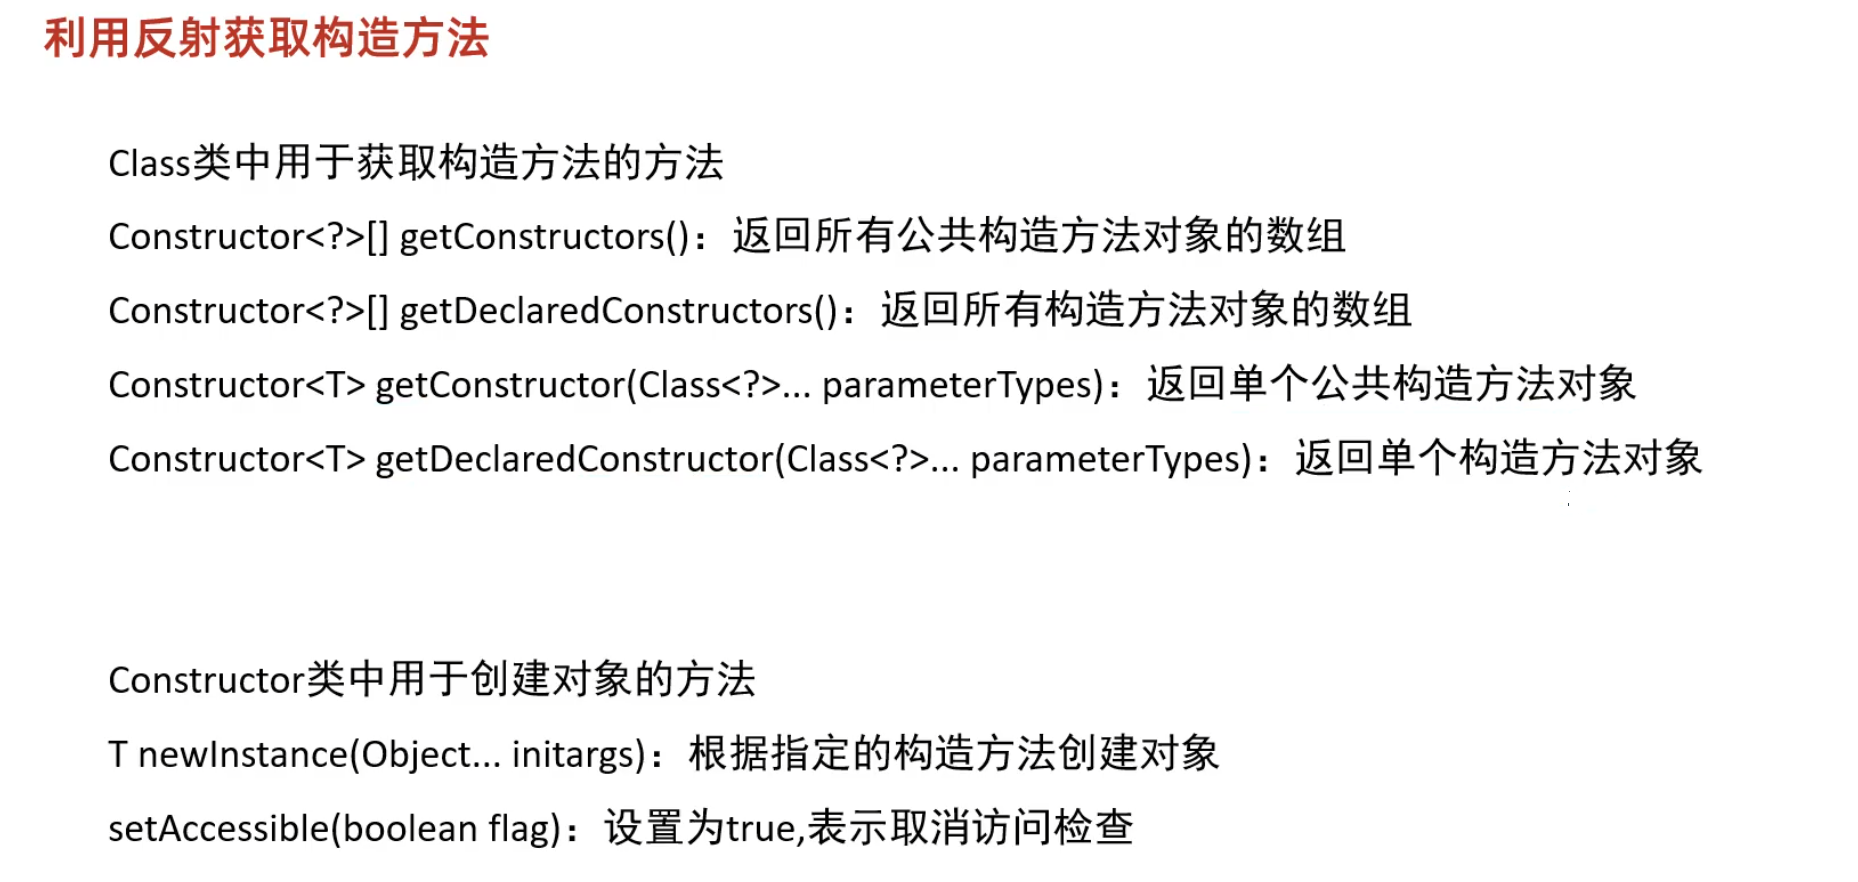 利用反射获取构造方法
Class类中用于获取构造方法的方法
Constructor<?>[] getConstructors()：返回所有公共构造方法对象的数组
Constructor<?>[] getDeclaredConstructors()：返回所有构造方法对象的数组
Constructor<T> getConstructor(Class<?>... parameterTypes)：返回单个公共构造方法对象
Constructor<T> getDeclaredConstructor(Class<?>... parameterTypes)：返回单个构造方法对象
Constructor类中用于创建对象的方法
T newInstance(Object... initargs)：根据指定的构造方法创建对象
setAccessible(boolean flag)：设置为true,表示取消访问检查